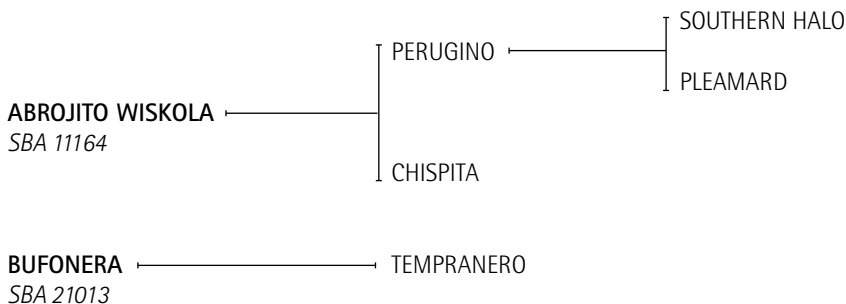 SOUTHERN HALO
PERUGINO
PLEAMARD
ABROJITO WISKOLA
SBA 11164
CHISPITA
BUFONERA
TEMPRANERO
SBA 21013